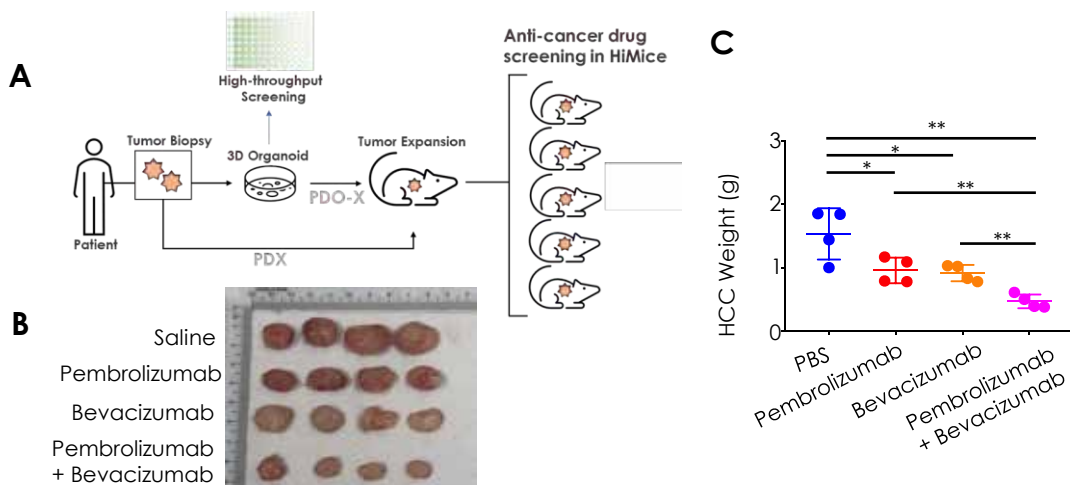 A
High-throughput
Screening
Tumor Biopsy
3D Organoid
Tumor Expansion
PDO-X
PDX
Patient
Anti-cancer drug
screening in HiMice
B
Saline
Pembrolizumab
Bevacizumab
Pembrolizumab
+ Bevacizumab
C
HCC Weight (g)
3
2
1
0
**
*
*
**
**
PBS
Pembrolizumab
Bevacizumab
Pembrolizumab
+ Bevacizumab